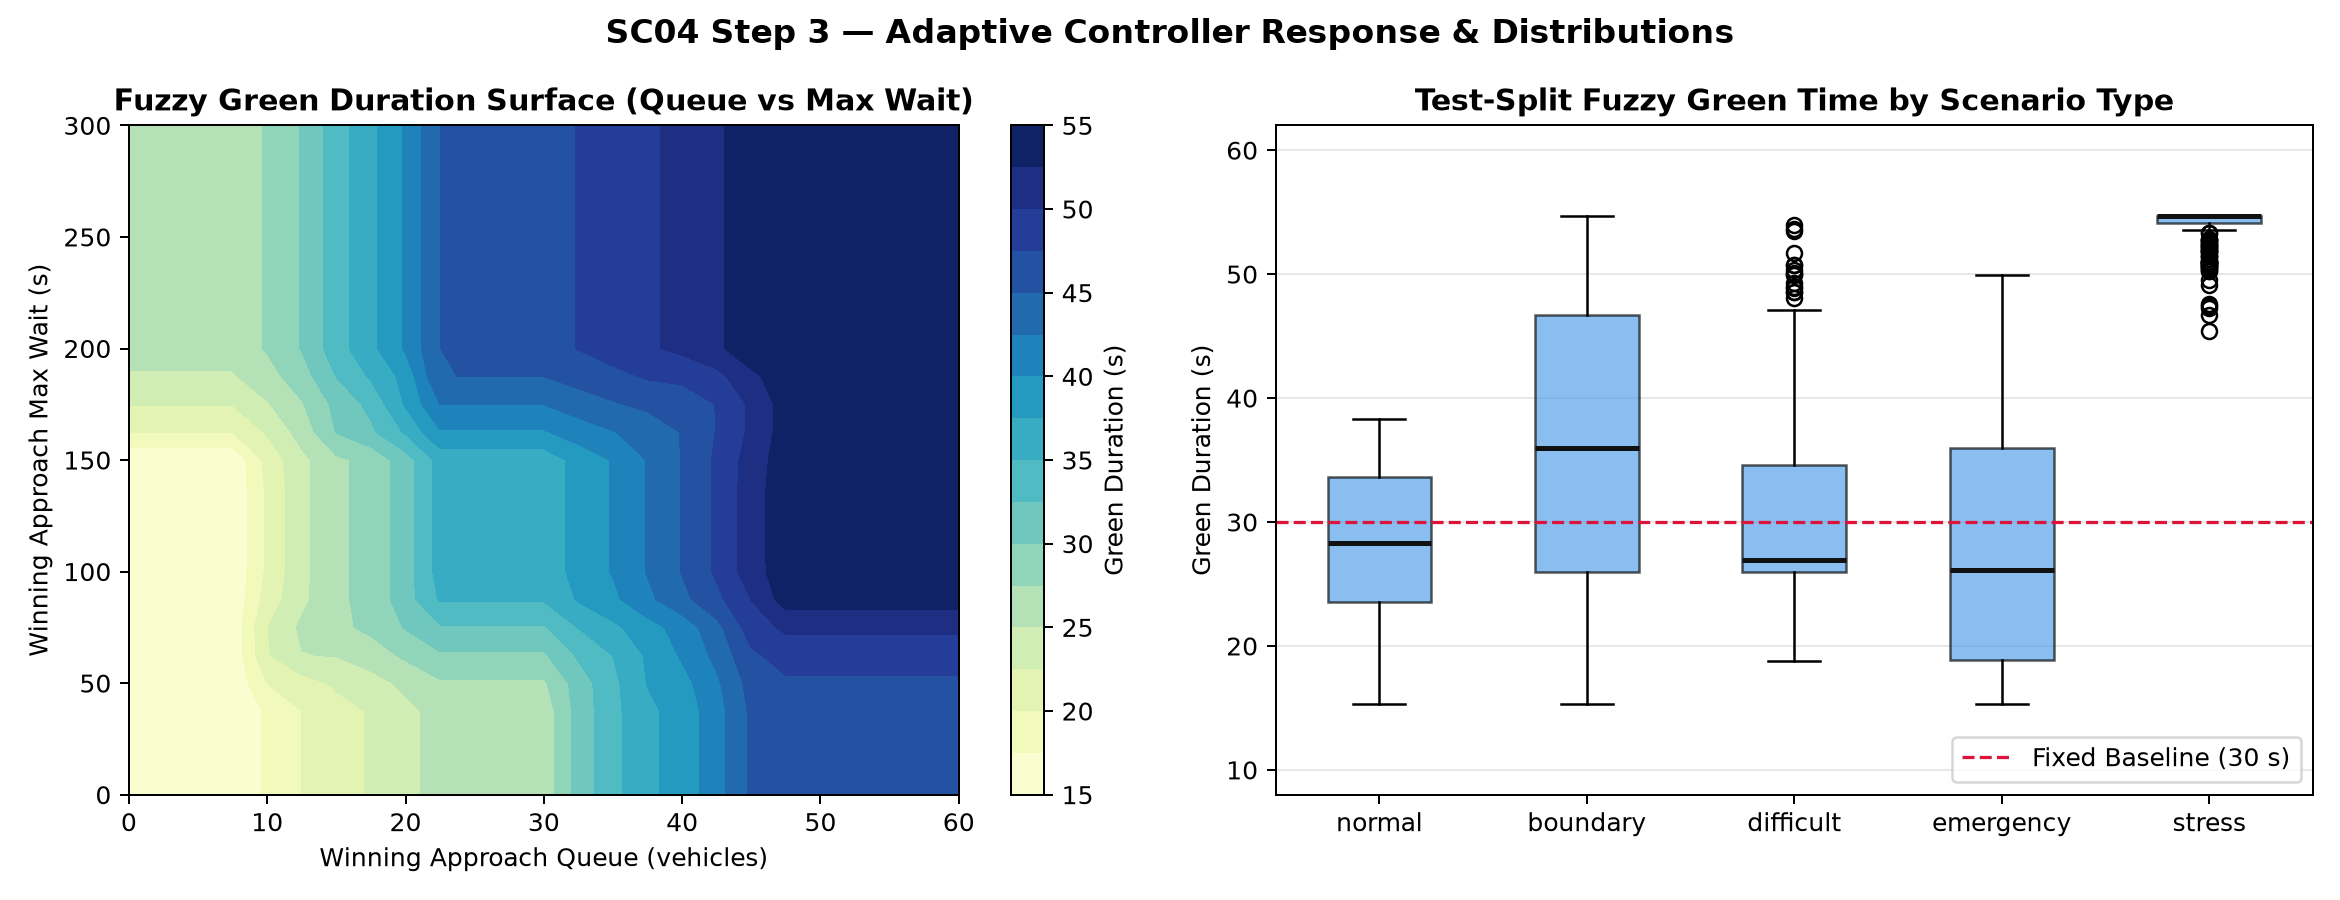 SC04 Step 3 — Adaptive Controller Response & Distributions
Fuzzy Green Duration Surface (Queue vs Max Wait)
300
250
200
150
100
50
0
Winning Approach Max Wait (s)
0 10 20 30 40 50 60
Winning Approach Queue (vehicles)
55
50
45
40
35
30
25
20
15
Green Duration (s)
Test-Split Fuzzy Green Time by Scenario Type
60
50
40
30
20
10
Green Duration (s)
Fixed Baseline (30 s)
normal boundary difficult emergency stress